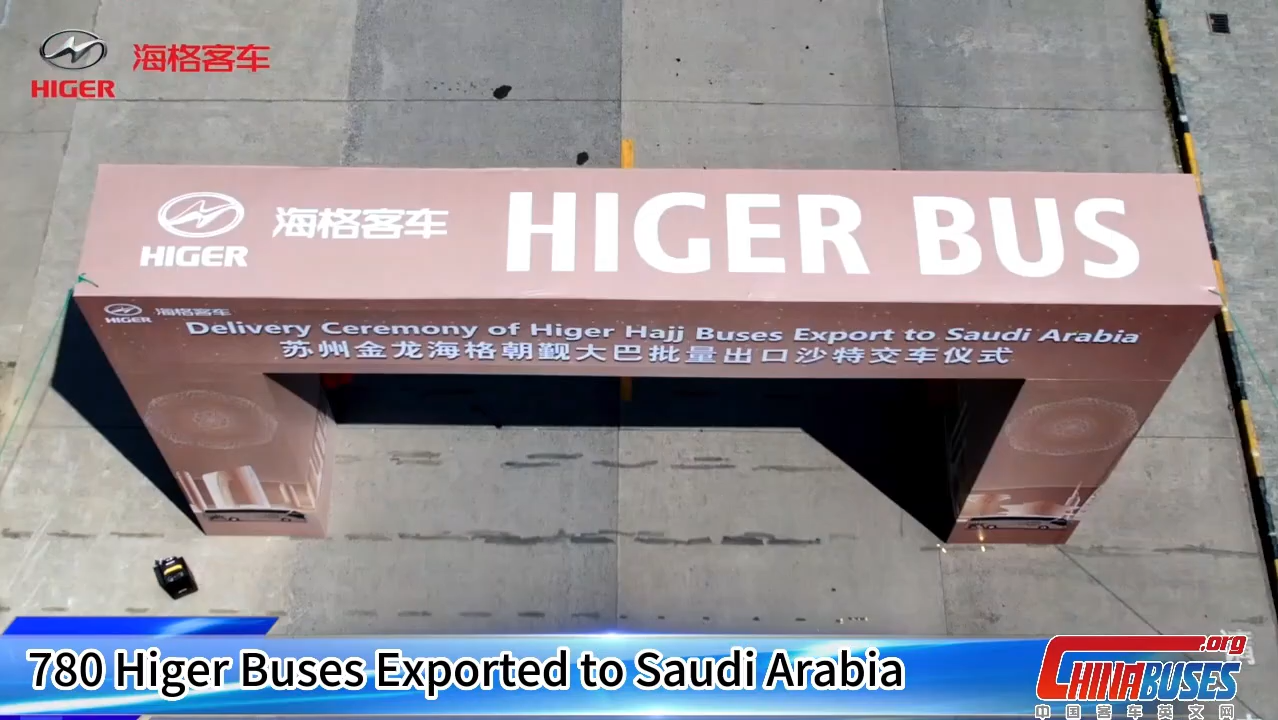 HIGER 海格客车
HIGER 海格客车 HIGER BUS
HIGER 海格客车
Delivery Ceremony of Higer Hajj Buses Export to Saudi Arabia
苏州金龙海格朝觐大巴批量出口沙特交车仪式
780 Higer Buses Exported to Saudi Arabia
CHINABUSES.org
中国客车英文网